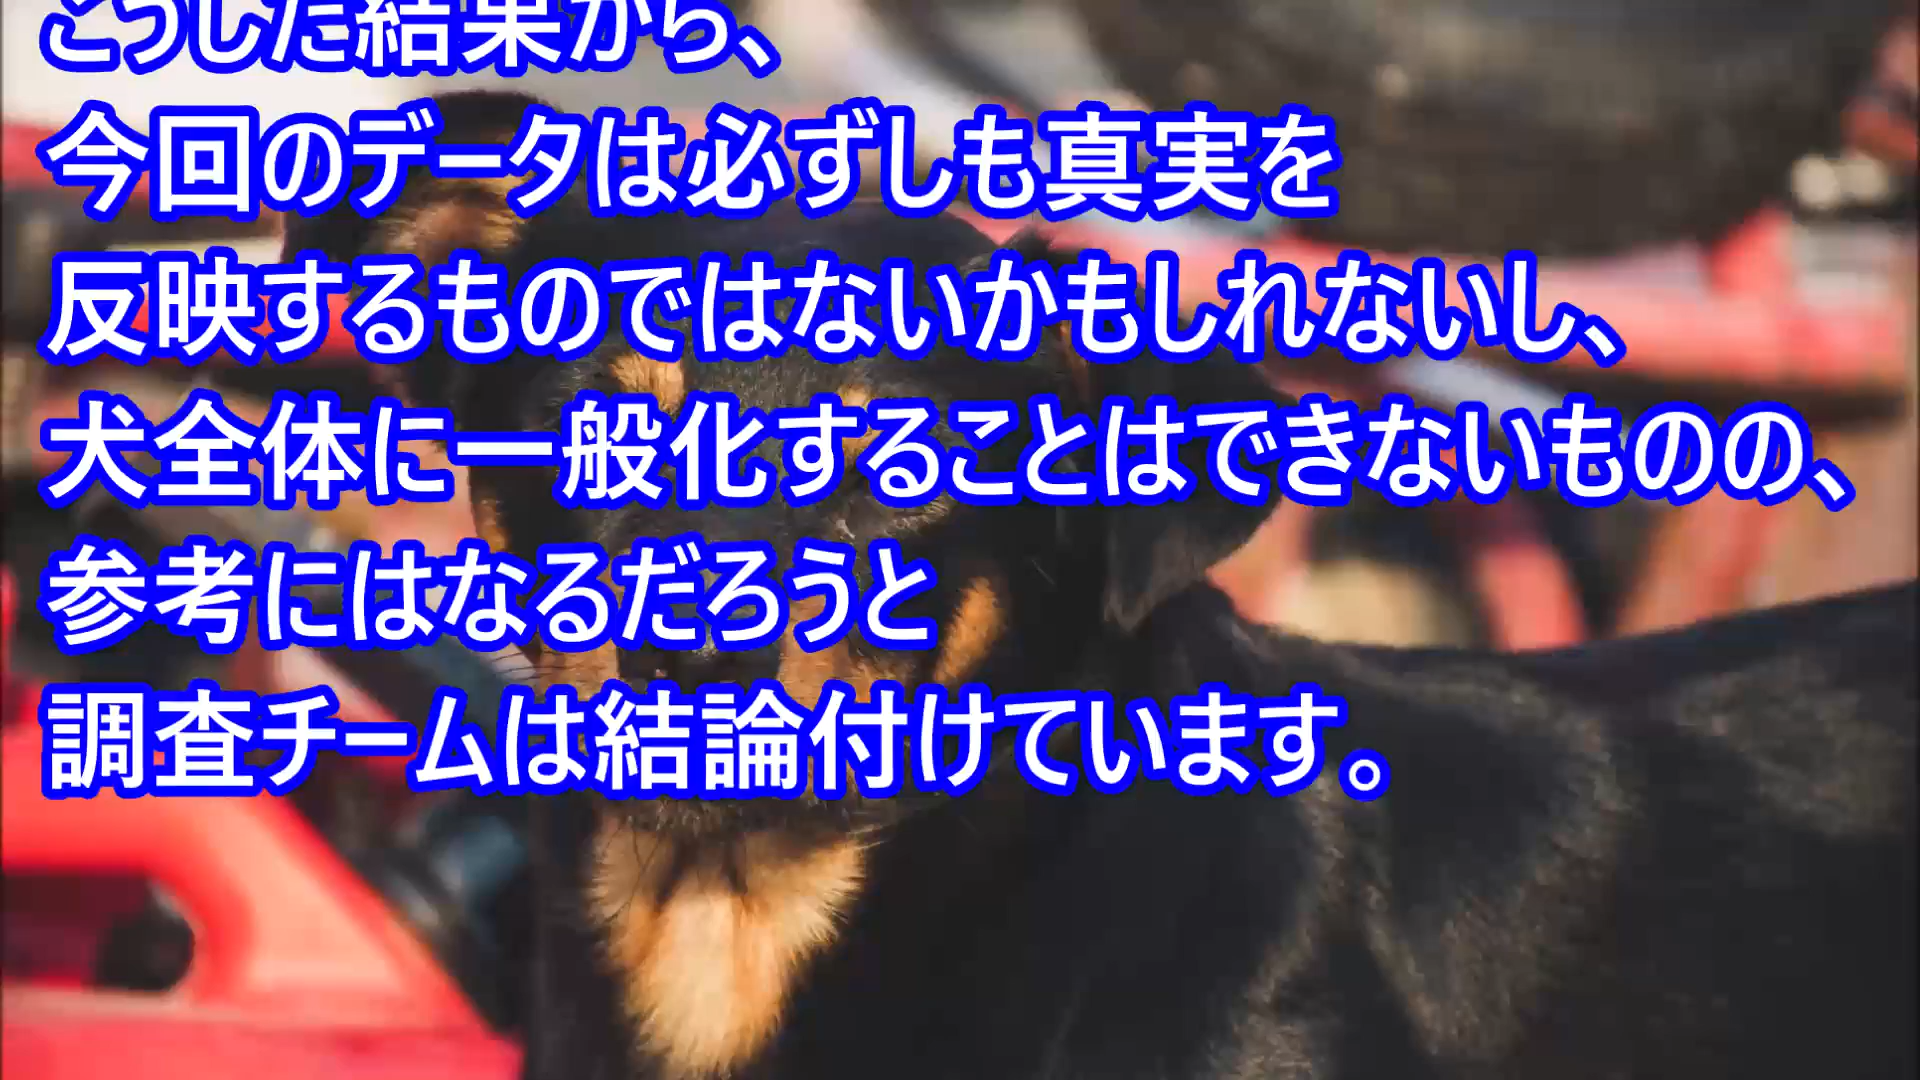 こうした結果から、
今回のデータは必ずしも真実を
反映するものではないかもしれないし、
犬全体に一般化することはできないものの、
参考にはなるだろうと
調査チームは結論付けています。